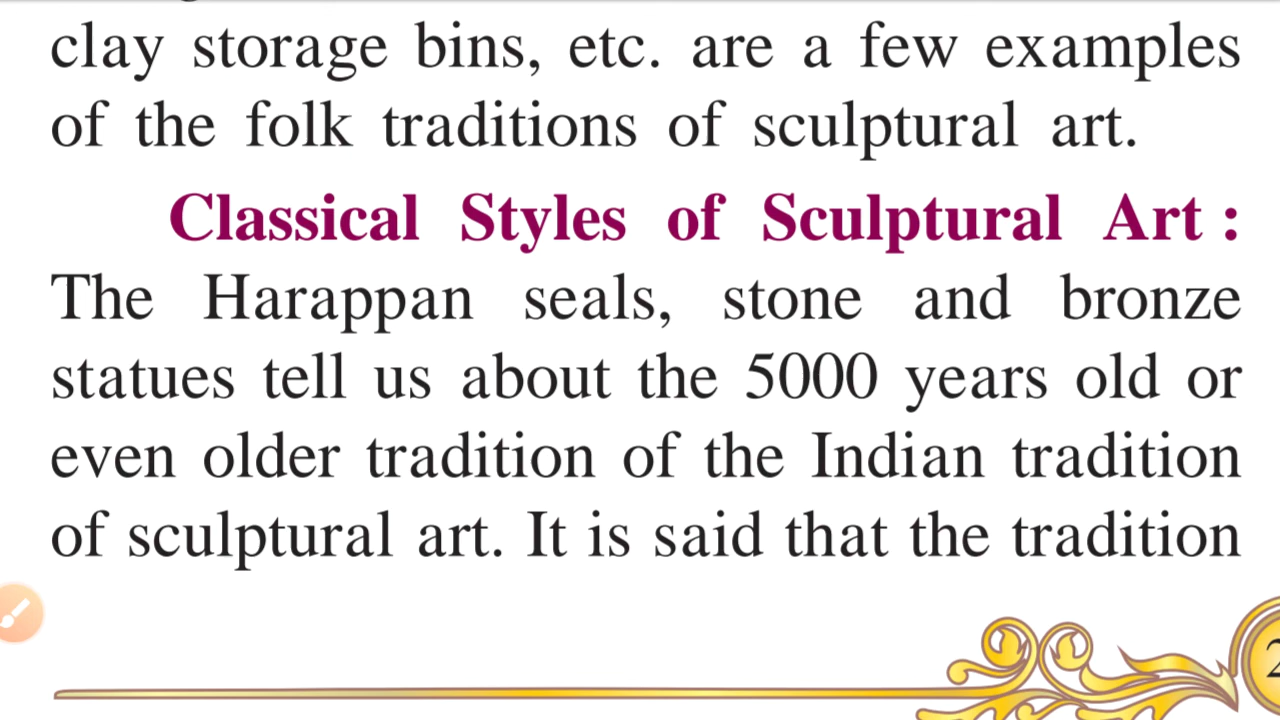 clay storage bins, etc. are a few examples
of the folk traditions of sculptural art.
Classical Styles of Sculptural Art :
The Harappan seals, stone and bronze
statues tell us about the 5000 years old or
even older tradition of the Indian tradition
of sculptural art. It is said that the tradition